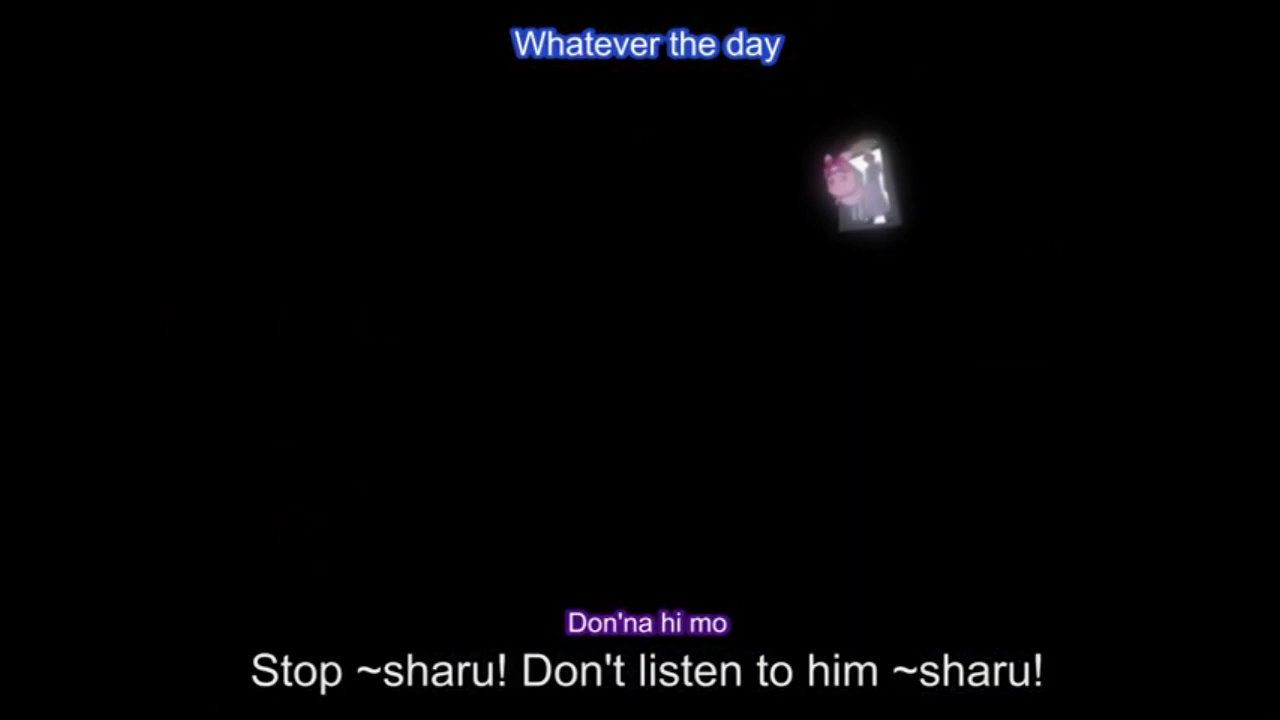 Whatever the day
Don'na hi mo
Stop ~sharu! Don't listen to him ~sharu!